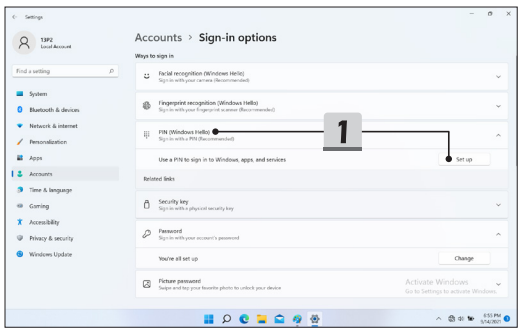 Settings
13P2
Local Account
Find a setting
System
Bluetooth & devices
Network & internet
Personalization
Apps
Accounts
Time & language
Gaming
Accessibility
Privacy & security
Windows Update
Accounts > Sign-in options
Ways to sign in
Facial recognition (Windows Hello)
Sign in with your camera (Recommended)
Fingerprint recognition (Windows Hello)
Sign in with your fingerprint scanner (Recommended)
PIN (Windows Hello)
Sign in with a PIN (Recommended)
1
Use a PIN to sign in to Windows, apps, and services
Set up
Related links
Security key
Sign in with a physical security key
Password
Sign in with your account's password
You're all set up
Change
Picture password
Swipe and tap your favorite photo to unlock your device
Activate Windows
Go to Settings to activate Windows.
6:53 PM
9/14/2021